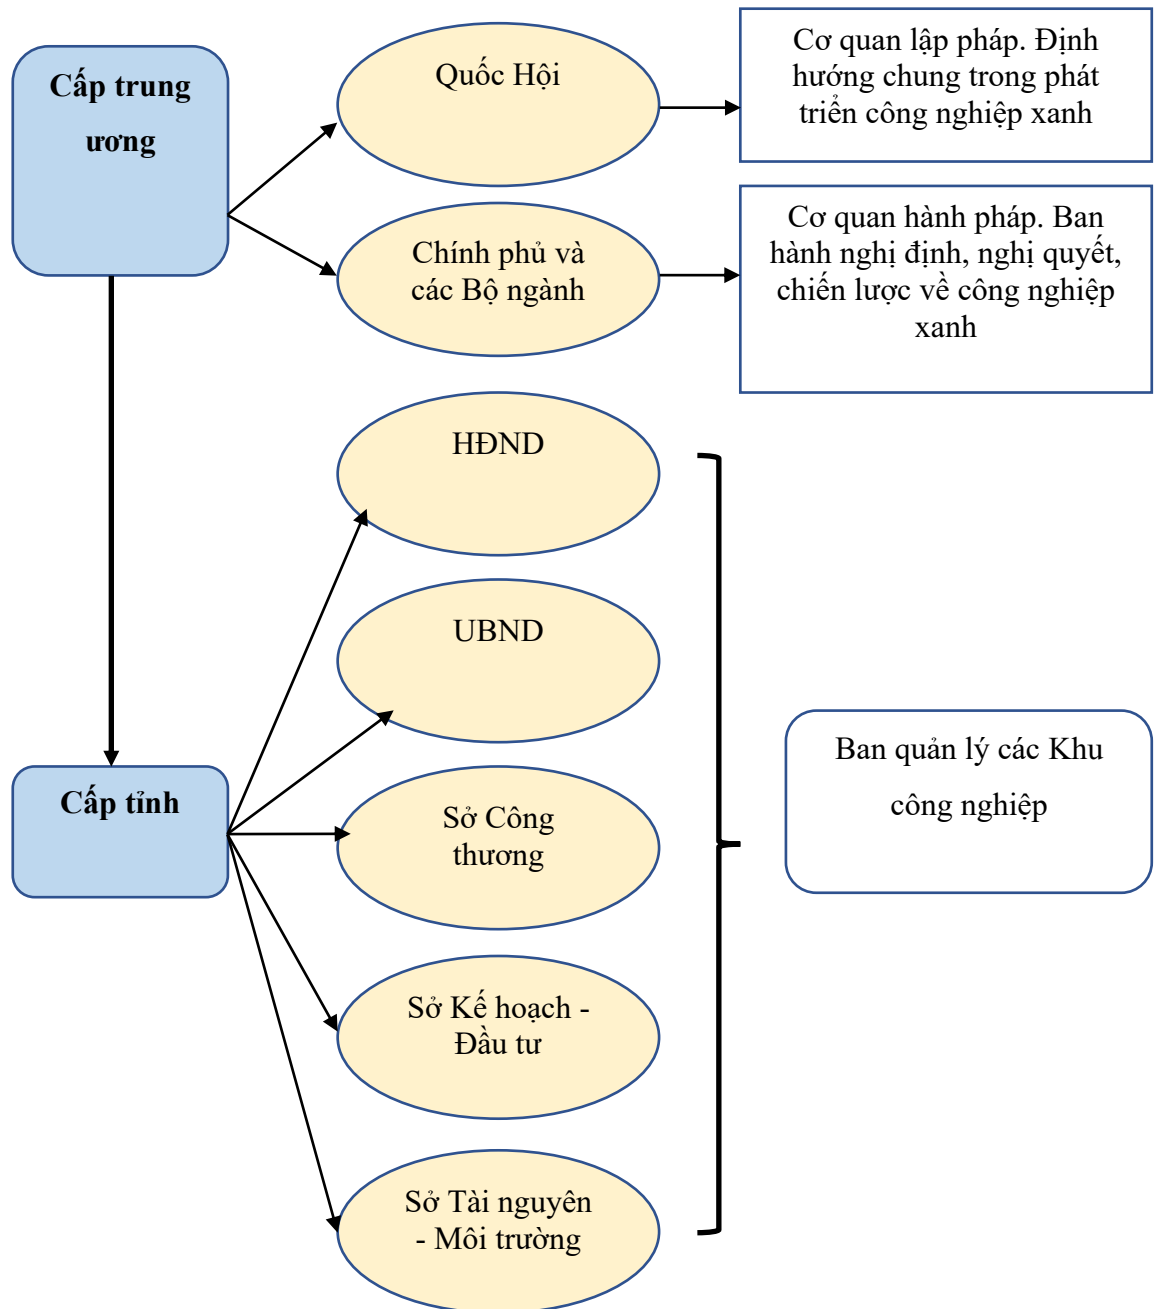 Cấp trung
ương
Quốc Hội
Cơ quan lập pháp. Định
hướng chung trong phát
triển công nghiệp xanh
Chính phủ và
các Bộ ngành
Cơ quan hành pháp. Ban
hành nghị định, nghị quyết,
chiến lược về công nghiệp
xanh
Cấp tỉnh
HĐND
UBND
Sở Công
thương
Sở Kế hoạch -
Đầu tư
Sở Tài nguyên
- Môi trường
Ban quản lý các Khu
công nghiệp